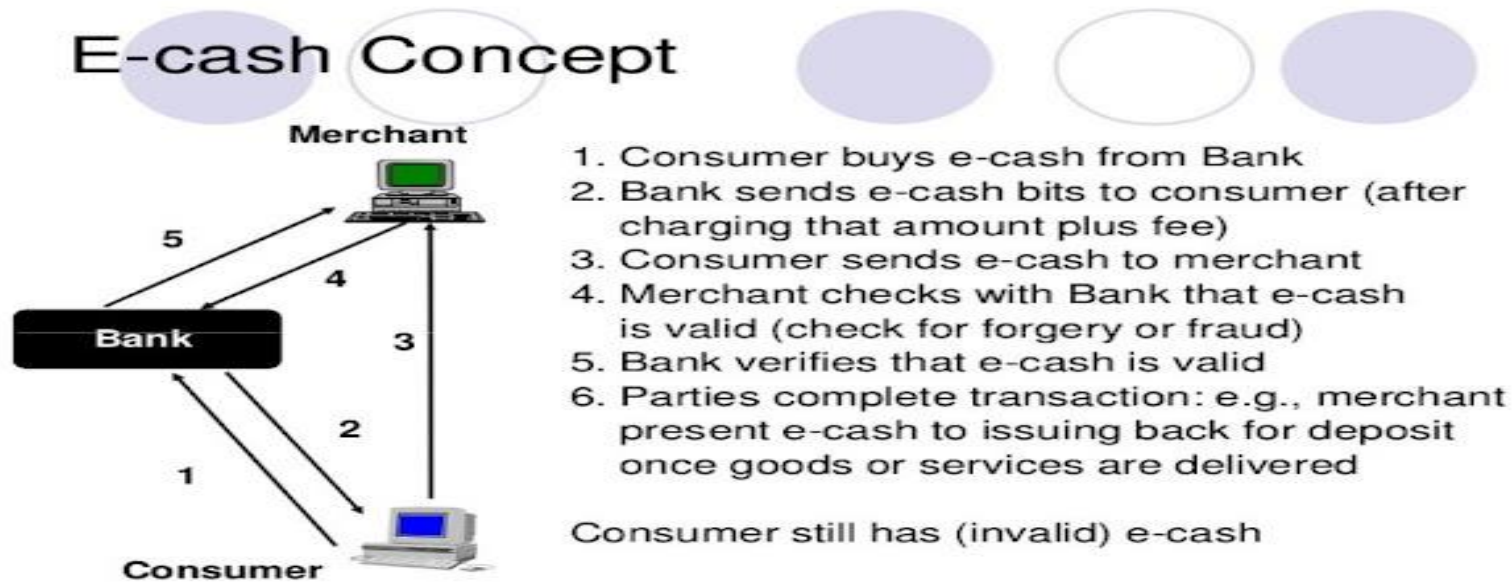 E-cash Concept
Merchant
5
4
Bank
3
2
1
Consumer
1. Consumer buys e-cash from Bank
2. Bank sends e-cash bits to consumer (after
charging that amount plus fee)
3. Consumer sends e-cash to merchant
4. Merchant checks with Bank that e-cash
is valid (check for forgery or fraud)
5. Bank verifies that e-cash is valid
6. Parties complete transaction: e.g., merchant
present e-cash to issuing back for deposit
once goods or services are delivered
Consumer still has (invalid) e-cash